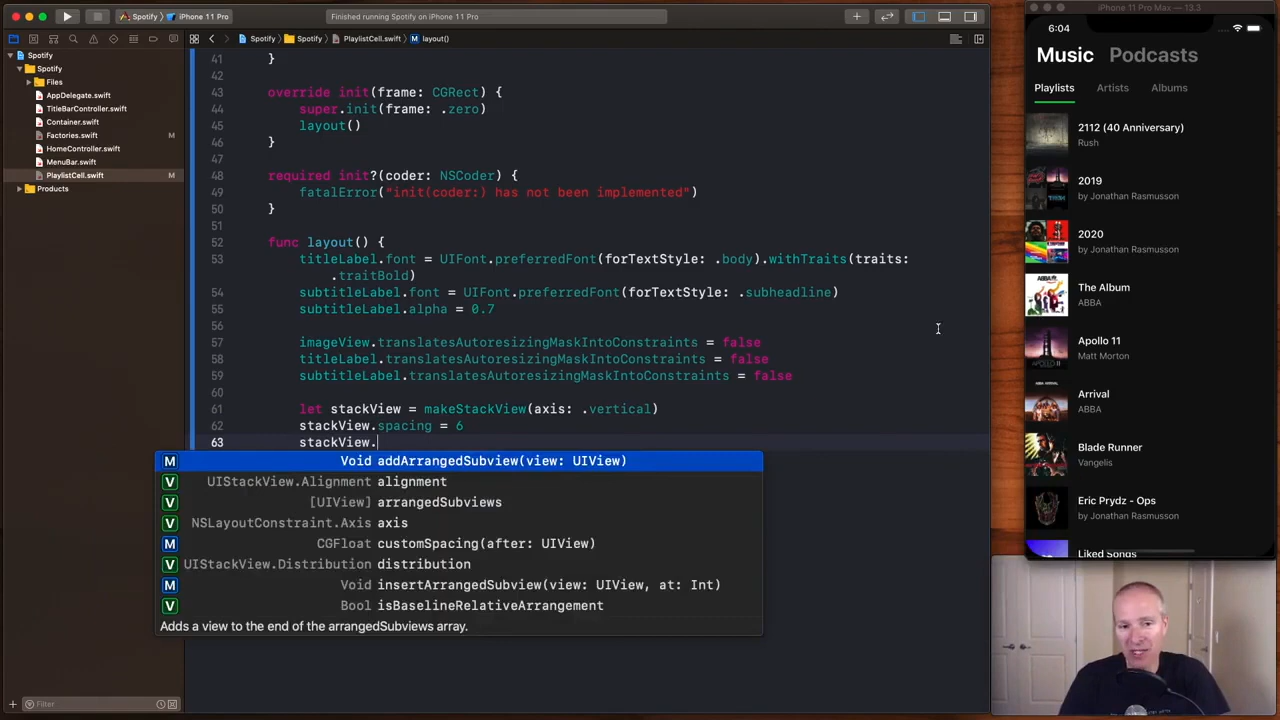 Spotify
iPhone 11 Pro
Finished running Spotify on iPhone 11 Pro
iPhone 11 Pro Max — 13.3
Spotify
Spotify
Files
AppDelegate.swift
TitleBarController.swift
Container.swift
Factories.swift M
HomeController.swift
MenuBar.swift
PlaylistCell.swift M
Products
Filter
Spotify Spotify PlaylistCell.swift M layout()
41 }
42
43 override init(frame: CGRect) {
44 super.init(frame: .zero)
45 layout()
46 }
47
48 required init?(coder: NSCoder) {
49 fatalError("init(coder:) has not been implemented")
50 }
51
52 func layout() {
53 titleLabel.font = UIFont.preferredFont(forTextStyle: .body).withTraits(traits:
.traitBold)
54 subtitleLabel.font = UIFont.preferredFont(forTextStyle: .subheadline)
55 subtitleLabel.alpha = 0.7
56
57 imageView.translatesAutoresizingMaskIntoConstraints = false
58 titleLabel.translatesAutoresizingMaskIntoConstraints = false
59 subtitleLabel.translatesAutoresizingMaskIntoConstraints = false
60
61 let stackView = makeStackView(axis: .vertical)
62 stackView.spacing = 6
63 stackView.
M Void addArrangedSubview(view: UIView)
V UIStackView.Alignment alignment
V [UIView] arrangedSubviews
V NSLayoutConstraint.Axis axis
M CGFloat customSpacing(after: UIView)
V UIStackView.Distribution distribution
M Void insertArrangedSubview(view: UIView, at: Int)
V Bool isBaselineRelativeArrangement
Adds a view to the end of the arrangedSubviews array.
6:04
Music Podcasts
Playlists Artists Albums
2112 (40 Anniversary)
Rush
2019
by Jonathan Rasmusson
2020
by Jonathan Rasmusson
The Album
ABBA
Apollo 11
Matt Morton
Arrival
ABBA
Blade Runner
Vangelis
Eric Prydz - Ops
by Jonathan Rasmusson
Liked Songs